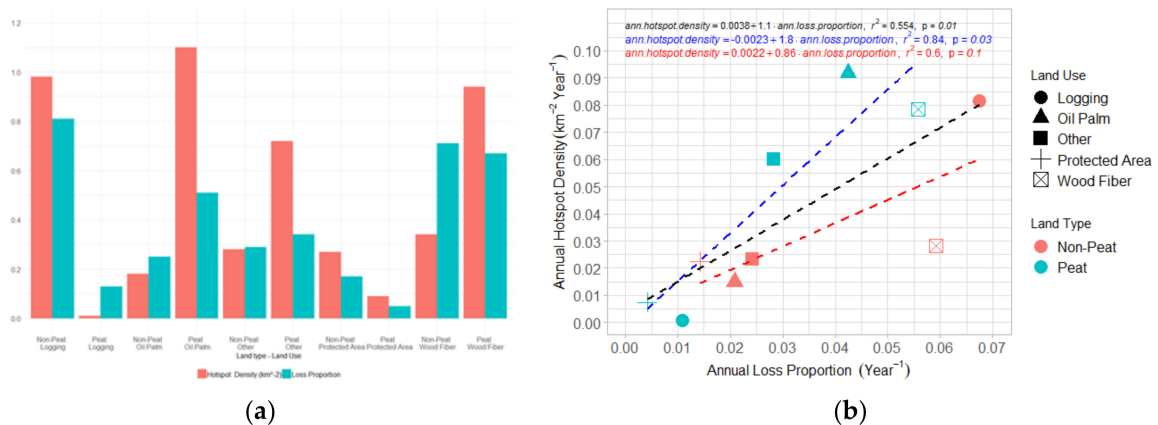 1.2
1.0
0.8
0.6
0.4
0.2
0.0
Non-Peat Peat Non-Peat Peat Non-Peat Peat Non-Peat Peat Non-Peat Peat
Logging Logging Oil Palm Oil Palm Other Other Protected Area Protected Area Wood Fiber Wood Fiber
Land type - Land Use
Hotspot Density (km^-2) Loss Proportion
(a)
ann.hotspot.density = 0.0038+1.1 · ann.loss.proportion, r² = 0.554, p = 0.01
ann.hotspot.density = -0.0023+1.8 · ann.loss.proportion, r² = 0.84, p = 0.03
ann.hotspot.density = 0.0022+0.86 · ann.loss.proportion, r² = 0.6, p = 0.1
Annual Hotspot Density(km⁻² Year⁻¹)
0.10
0.09
0.08
0.07
0.06
0.05
0.04
0.03
0.02
0.01
0.00
0.00 0.01 0.02 0.03 0.04 0.05 0.06 0.07
Annual Loss Proportion (Year⁻¹)
Land Use
Logging
Oil Palm
Other
Protected Area
Wood Fiber
Land Type
Non-Peat
Peat
(b)